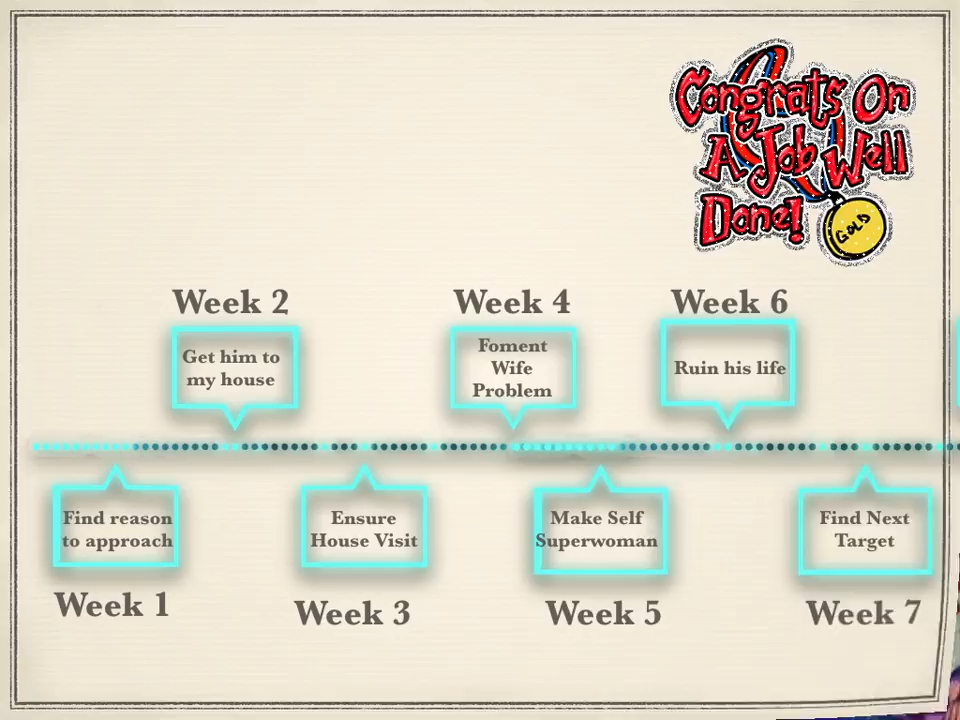 Congrats On
A Job Well
Done!
GOLD
Week 2
Get him to
my house
Week 4
Foment
Wife
Problem
Week 6
Ruin his life
Find reason
to approach
Week 1
Ensure
House Visit
Week 3
Make Self
Superwoman
Week 5
Find Next
Target
Week 7